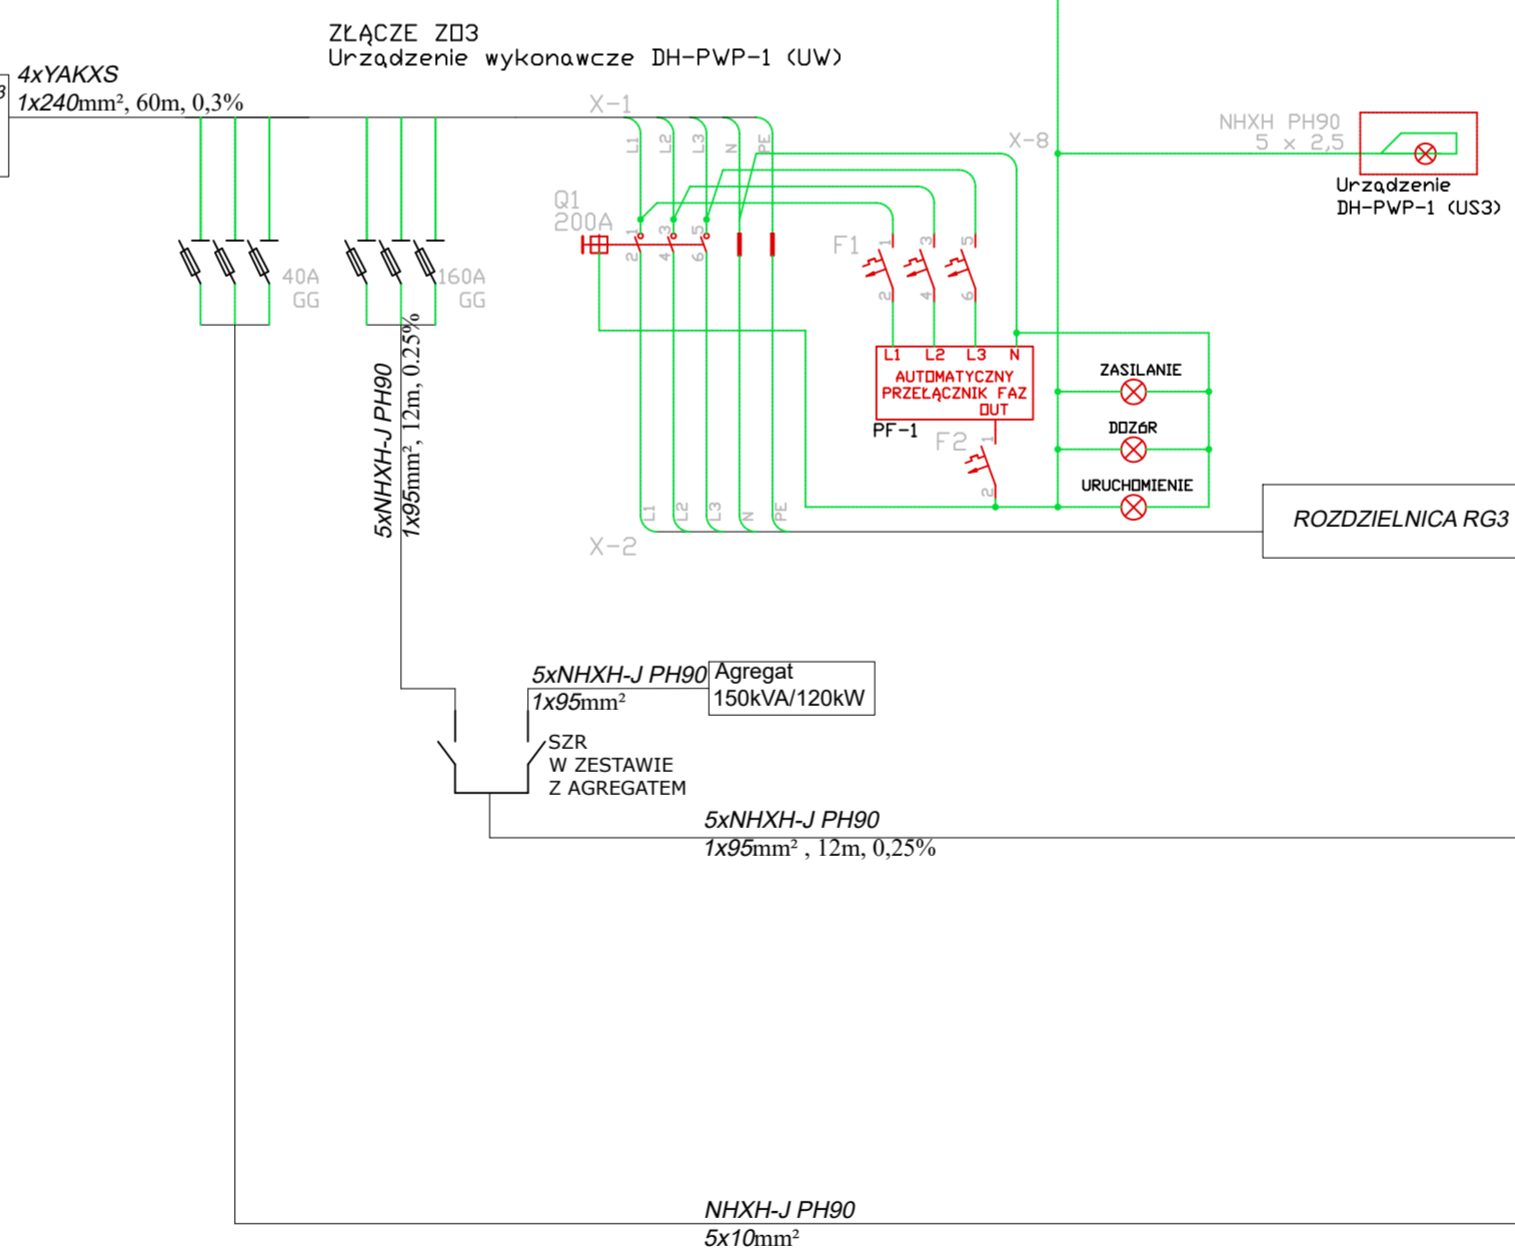 ZŁĄCZE ZO3
Urządzenie wykonawcze DH-PWP-1 (UW)
3
4xYAKXS
1x240mm², 60m, 0,3%
X-1
L1
L2
L3
N
PE
X-8
NHXH PH90
5 x 2,5
Urządzenie
DH-PWP-1 (US3)
Q1
200A
1
3
5
2
4
6
F1
1
3
5
2
4
6
40A
GG
160A
GG
L1 L2 L3 N
AUTOMATYCZNY
PRZEŁĄCZNIK FAZ
OUT
PF-1
F2
1
2
ZASILANIE
DOZÓR
URUCHOMIENIE
5xNHXH-J PH90
1x95mm², 12m, 0.25%
L1
L2
L3
N
PE
X-2
ROZDZIELNICA RG3
5xNHXH-J PH90
1x95mm²
Agregat
150kVA/120kW
SZR
W ZESTAWIE
Z AGREGATEM
5xNHXH-J PH90
1x95mm² , 12m, 0,25%
NHXH-J PH90
5x10mm²